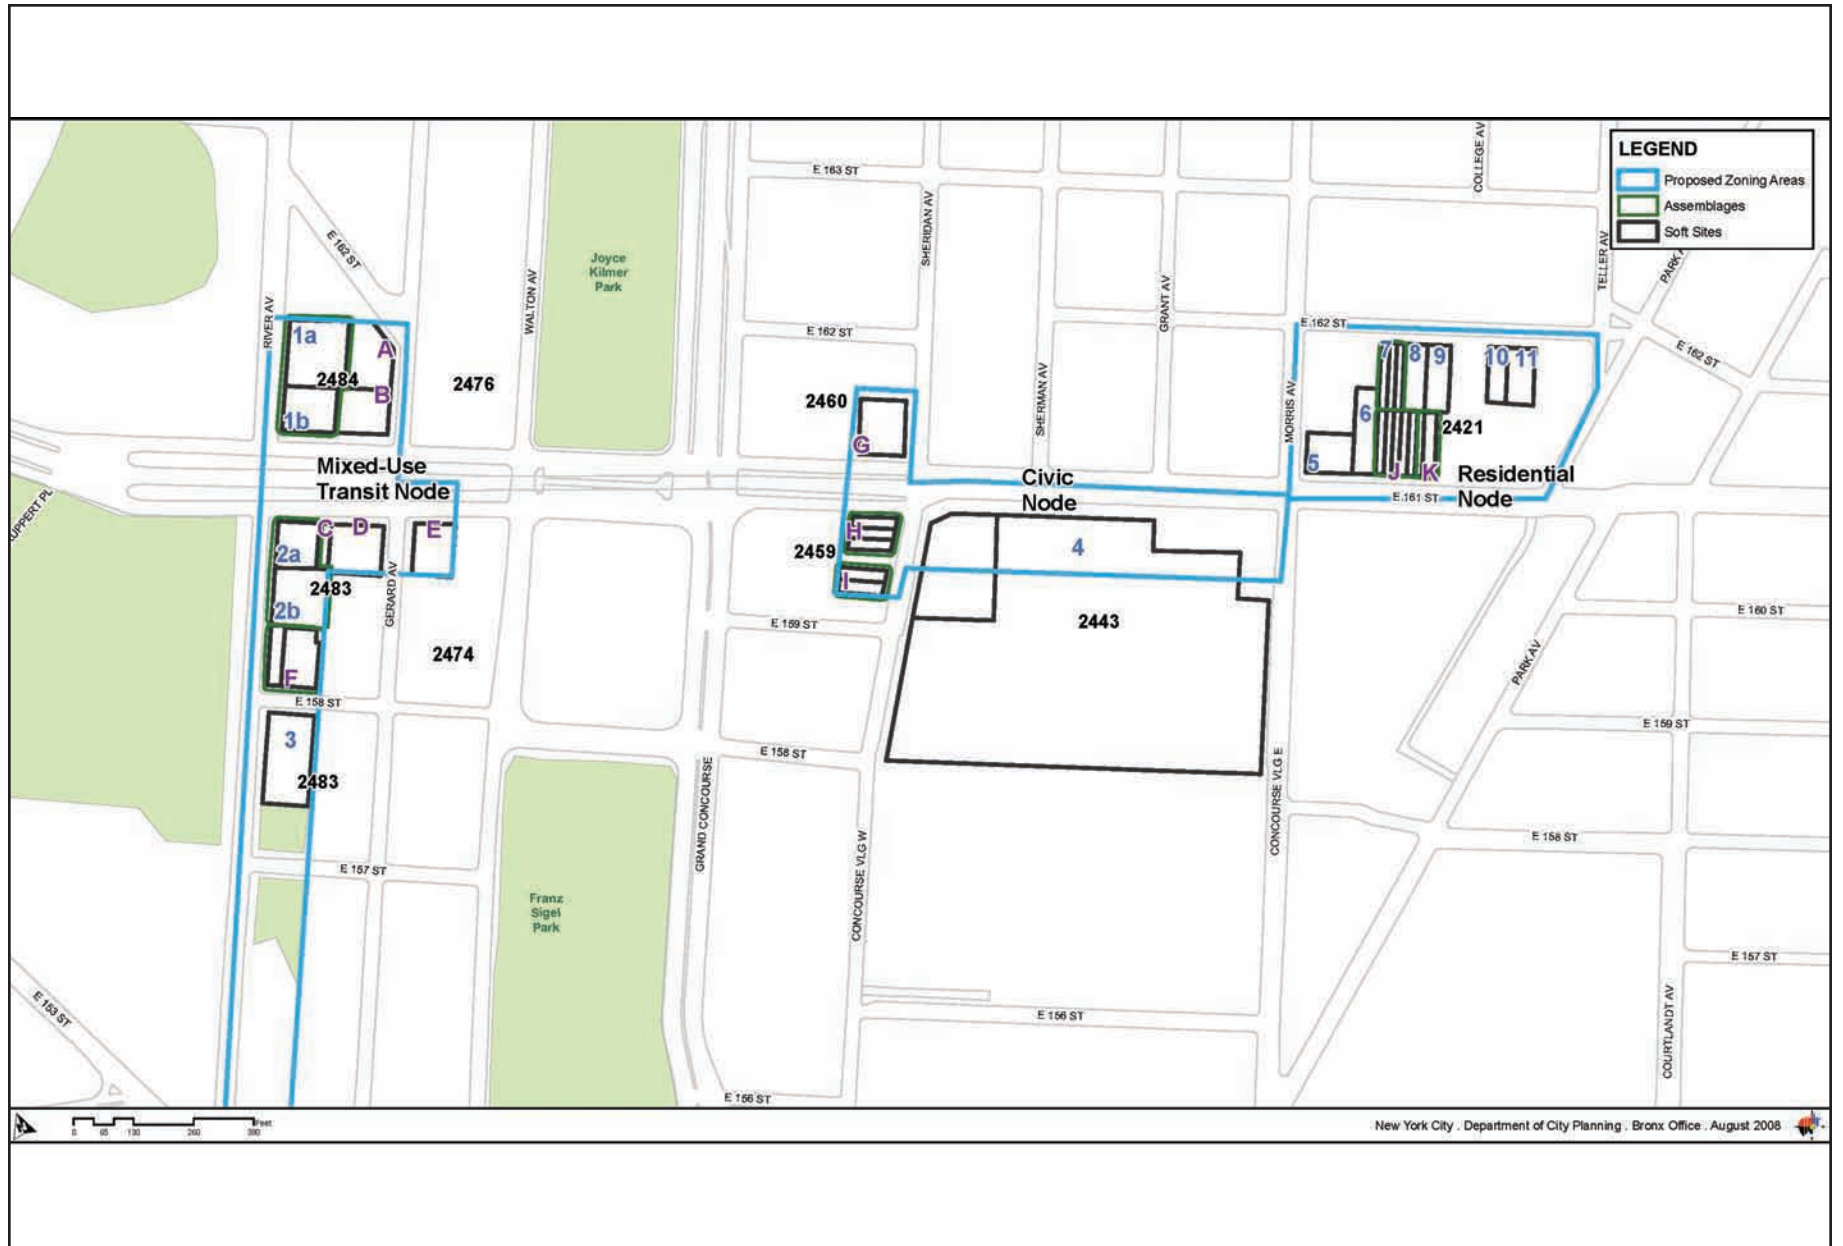 LEGEND
Proposed Zoning Areas
Assemblages
Soft Sites
E 163 ST
COLLEGE AV
SHERIDAN AV
TELLER AV
E 162 ST
Joyce
Kilmer
Park
RIVER AV
WALTON AV
GRANT AV
E 162 ST
E 162 ST
E 162 ST
1a
A
2484
B
1b
2476
2460
G
SHERMAN AV
MORRIS AV
7
8
9
10
11
6
5
2421
J
K
Mixed-Use
Transit Node
Civic
Node
Residential
Node
E 161 ST
C
D
E
2a
2483
2b
F
GERARD AV
H
2459
I
4
2443
E 160 ST
E 159 ST
2474
PARK AV
E 158 ST
3
2483
E 159 ST
E 158 ST
GRAND CONCOURSE
CONCOURSE VLG E
E 158 ST
E 157 ST
CONCOURSE VLG W
Franz
Sigel
Park
E 157 ST
E 153 ST
E 156 ST
COURTLANDT AV
E 156 ST
Feet
0 65 130 260 390
New York City . Department of City Planning . Bronx Office . August 2008